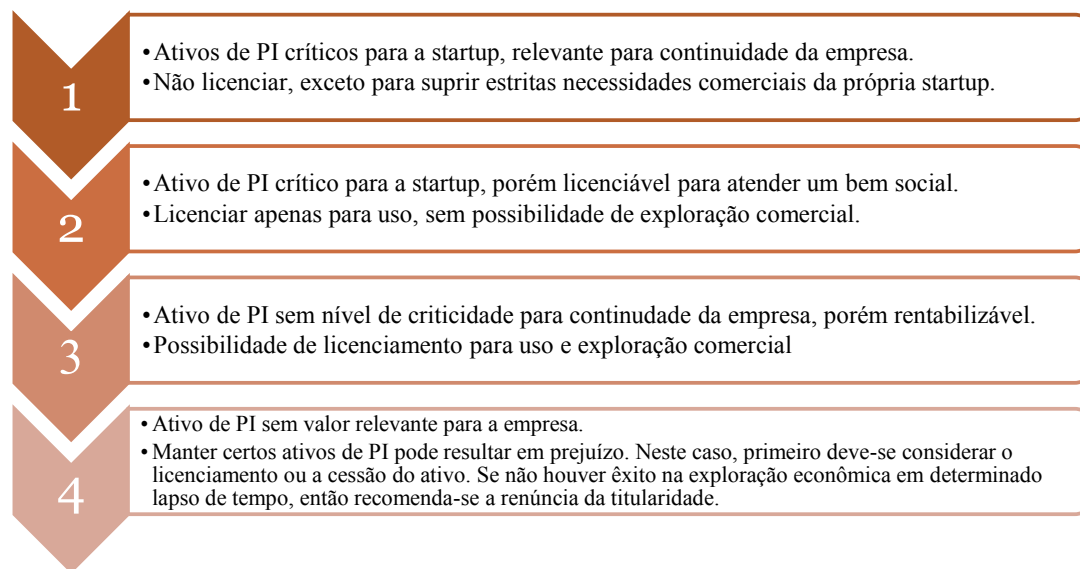 1
•Ativos de PI críticos para a startup, relevante para continuidade da empresa.
•Não licenciar, exceto para suprir estritas necessidades comerciais da própria startup.
2
•Ativo de PI crítico para a startup, porém licenciável para atender um bem social.
•Licenciar apenas para uso, sem possibilidade de exploração comercial.
3
•Ativo de PI sem nível de criticidade para continudade da empresa, porém rentabilizável.
•Possibilidade de licenciamento para uso e exploração comercial
4
•Ativo de PI sem valor relevante para a empresa.
•Manter certos ativos de PI pode resultar em prejuízo. Neste caso, primeiro deve-se considerar o
licenciamento ou a cessão do ativo. Se não houver êxito na exploração econômica em determinado
lapso de tempo, então recomenda-se a renúncia da titularidade.